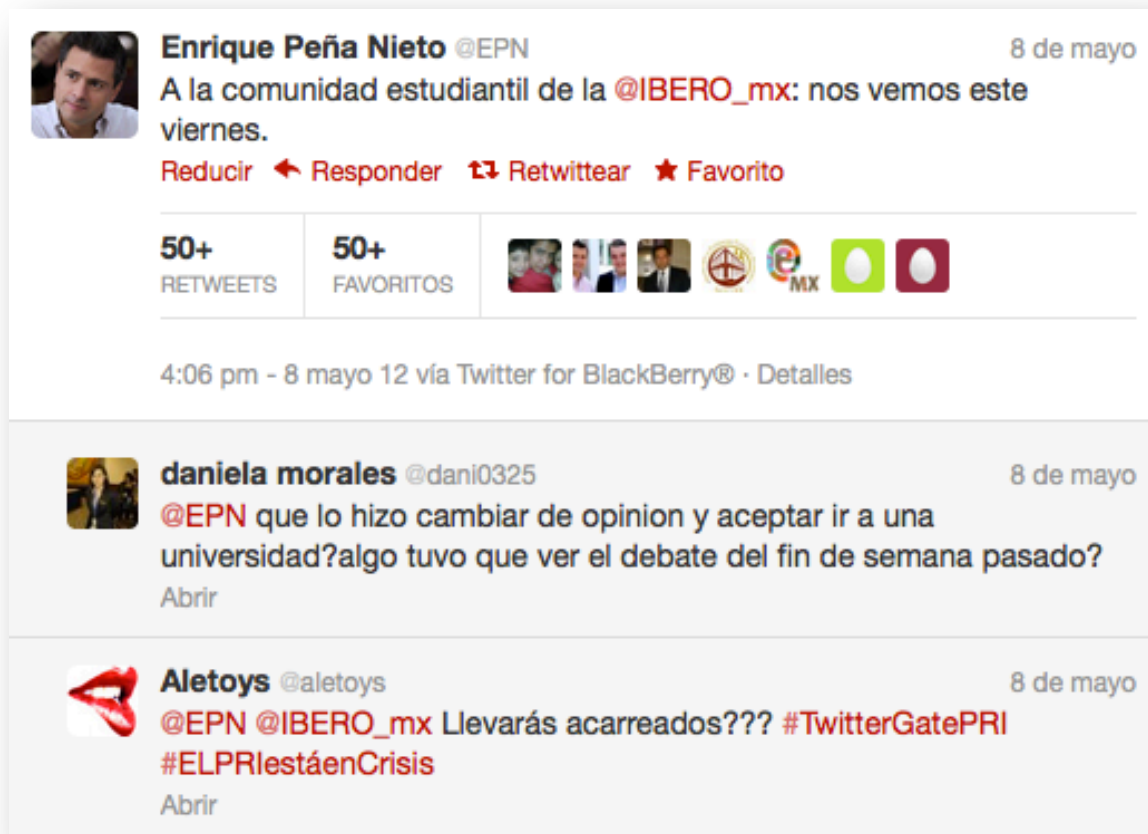 Enrique Peña Nieto @EPN 8 de mayo
A la comunidad estudiantil de la @IBERO_mx: nos vemos este
viernes.
Reducir Responder Retwittear Favorito
50+ 50+
RETWEETS FAVORITOS
e MX
4:06 pm - 8 mayo 12 vía Twitter for BlackBerry® · Detalles
daniela morales @dani0325 8 de mayo
@EPN que lo hizo cambiar de opinion y aceptar ir a una
universidad?algo tuvo que ver el debate del fin de semana pasado?
Abrir
Aletoys @aletoys 8 de mayo
@EPN @IBERO_mx Llevarás acarreados??? #TwitterGatePRI
#ELPRIestáenCrisis
Abrir